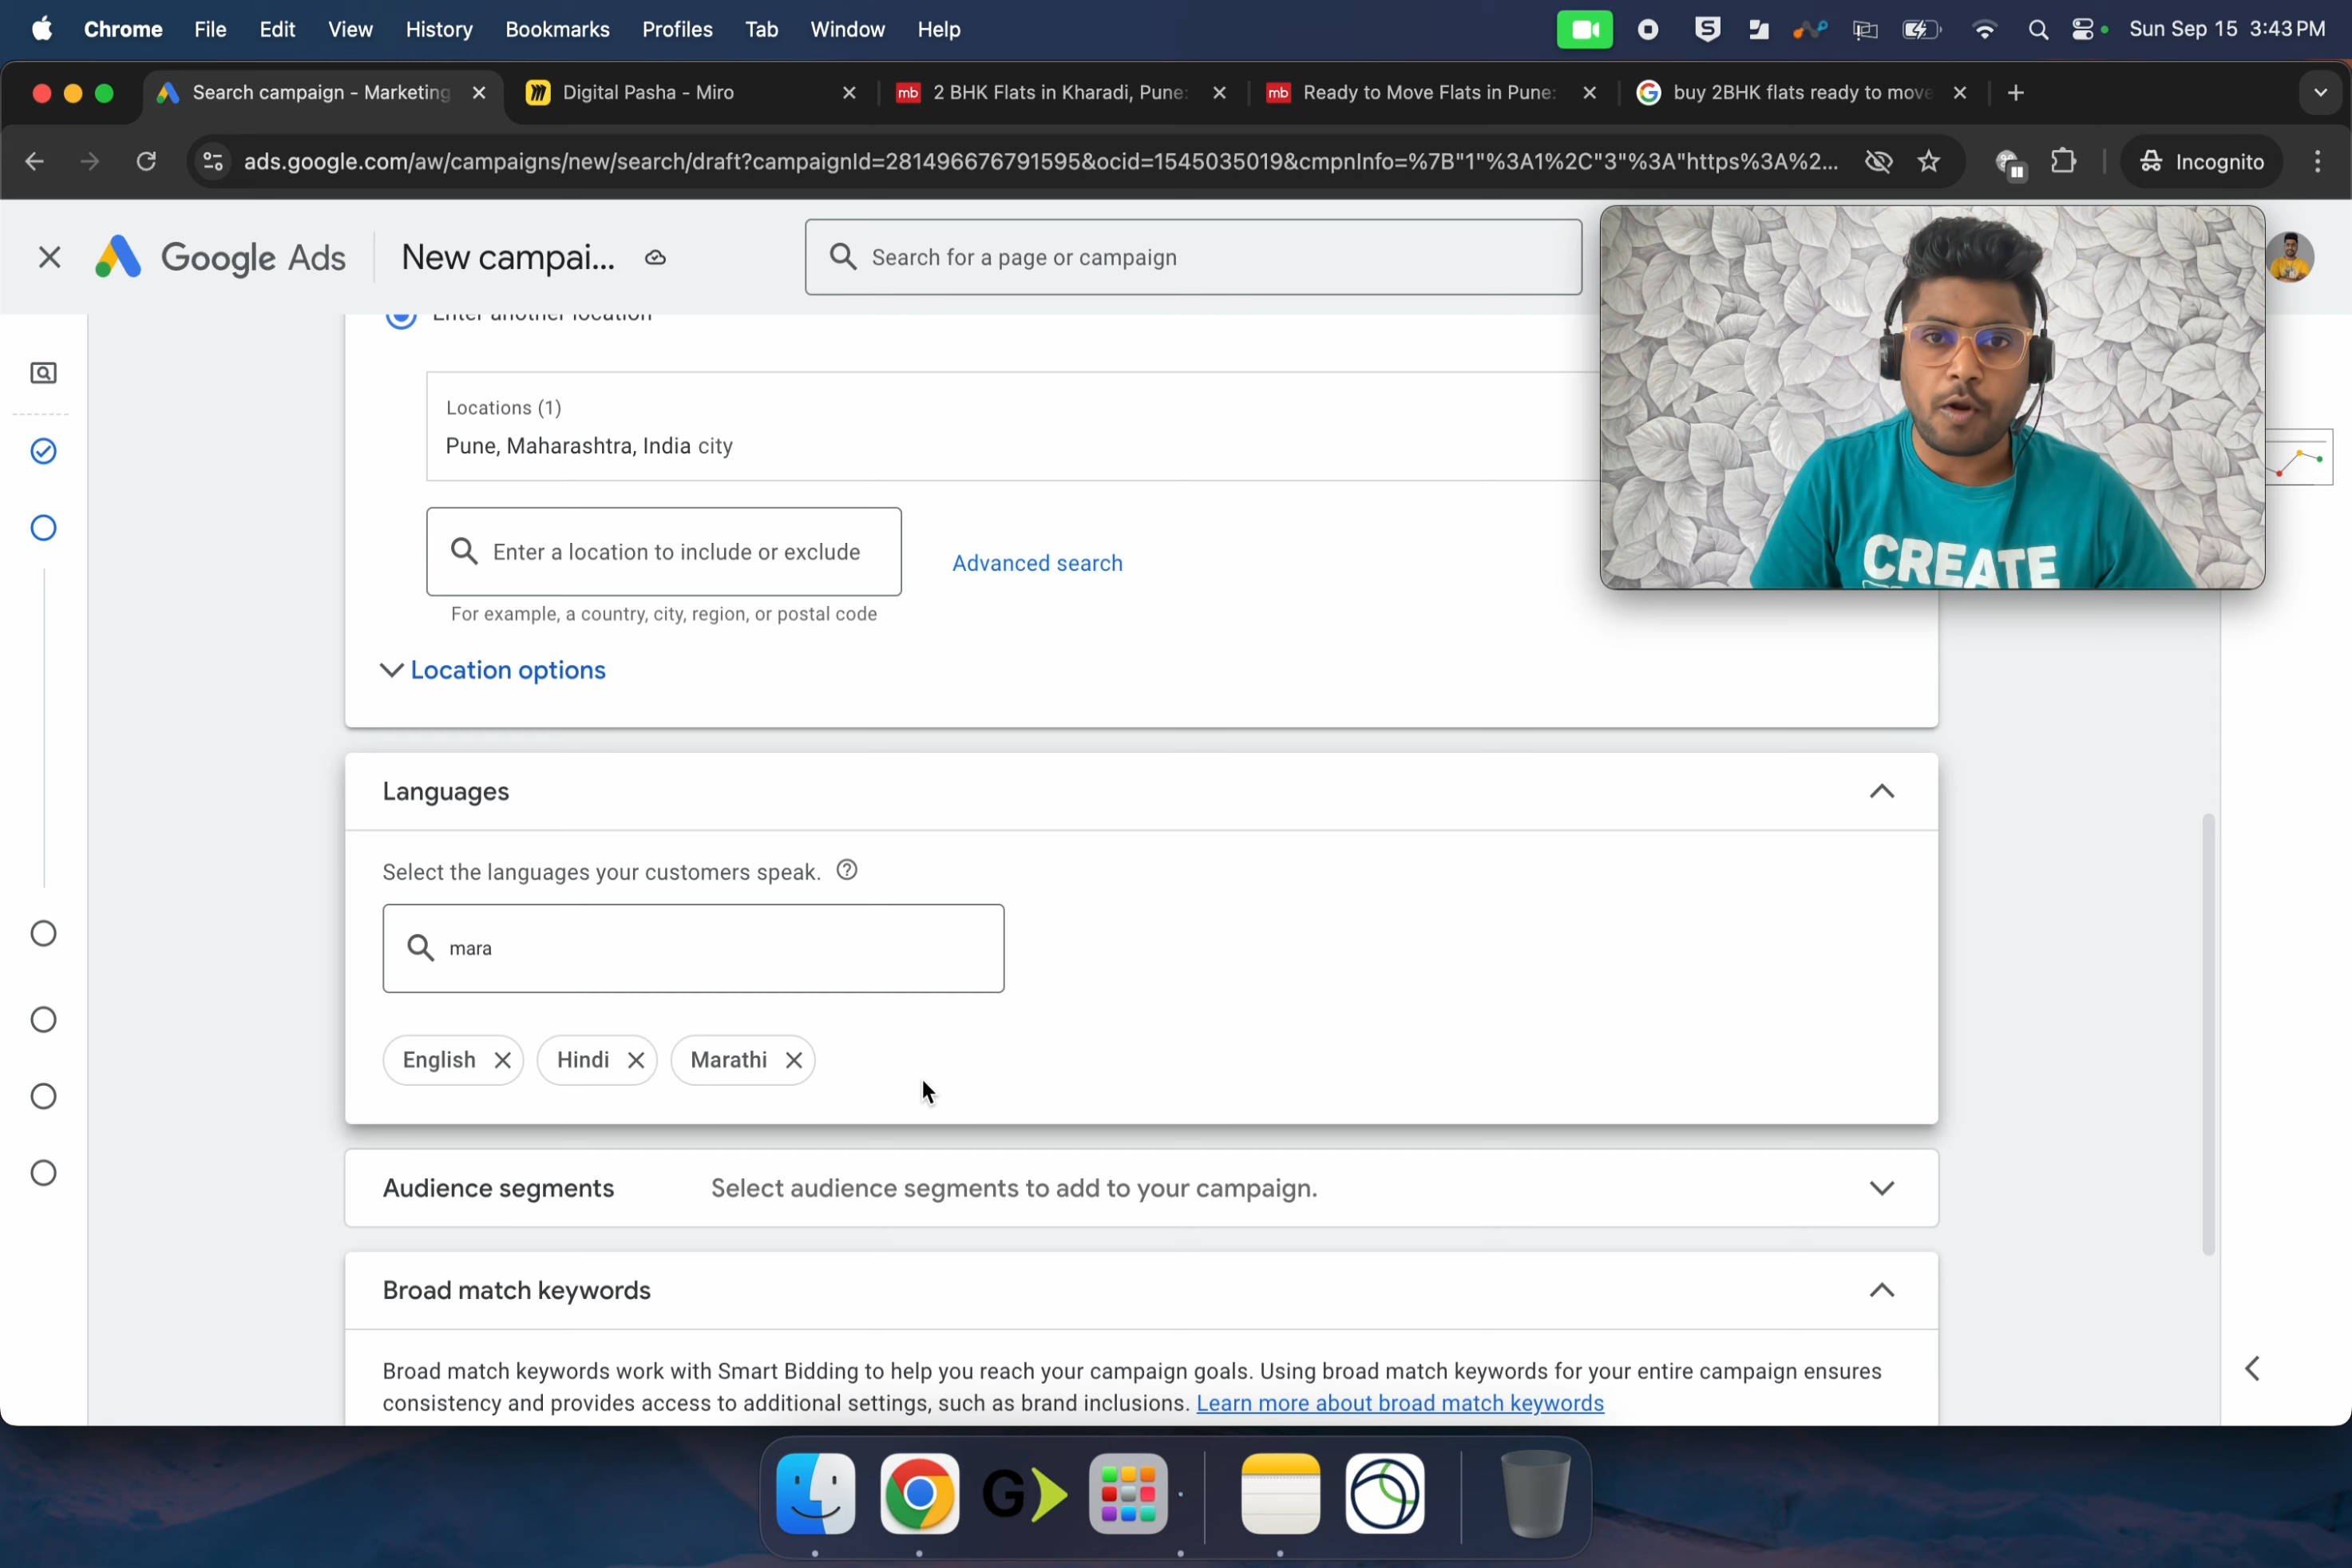 Chrome File Edit View History Bookmarks Profiles Tab Window Help Sun Sep 15 3:43 PM
Search campaign - Marketing Digital Pasha - Miro mb 2 BHK Flats in Kharadi, Pune: mb Ready to Move Flats in Pune: buy 2BHK flats ready to move
ads.google.com/aw/campaigns/new/search/draft?campaignId=281496676791595&ocid=1545035019&cmpnInfo=%7B"1"%3A1%2C"3"%3A"https%3A%2... Incognito
Google Ads New campai... Search for a page or campaign
Enter another location
Locations (1)
Pune, Maharashtra, India city
Enter a location to include or exclude Advanced search
For example, a country, city, region, or postal code
CREATE
Location options
Languages
Select the languages your customers speak.
mara
English Hindi Marathi
Audience segments Select audience segments to add to your campaign.
Broad match keywords
Broad match keywords work with Smart Bidding to help you reach your campaign goals. Using broad match keywords for your entire campaign ensures
consistency and provides access to additional settings, such as brand inclusions. Learn more about broad match keywords
G